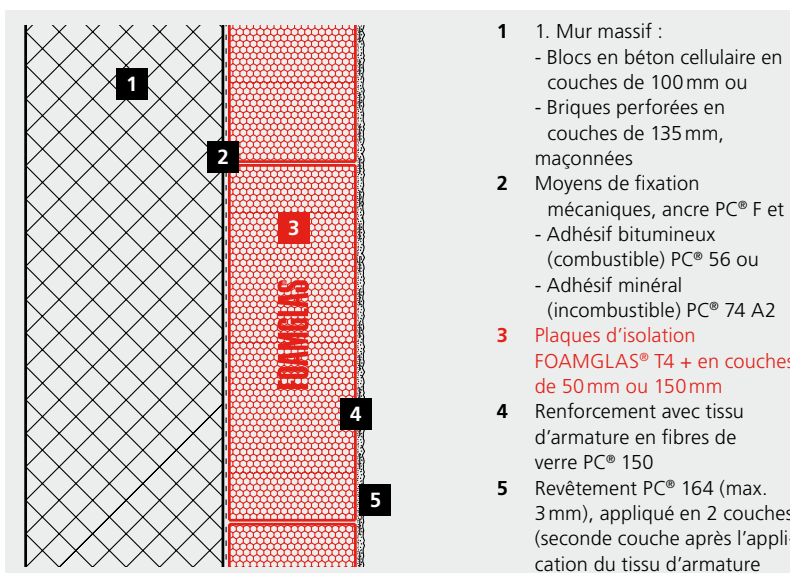 1
2
3
FOAMGLAS
4
5
1 1. Mur massif :
- Blocs en béton cellulaire en
couches de 100 mm ou
- Briques perforées en
couches de 135 mm,
maçonnées
2 Moyens de fixation
mécaniques, ancre PC® F et
- Adhésif bitumineux
(combustible) PC® 56 ou
- Adhésif minéral
(incombustible) PC® 74 A2
3 Plaques d’isolation
FOAMGLAS® T4 + en couches
de 50 mm ou 150 mm
4 Renforcement avec tissu
d’armature en fibres de
verre PC® 150
5 Revêtement PC® 164 (max.
3 mm), appliqué en 2 couches
(seconde couche après l’appli-
cation du tissu d’armature